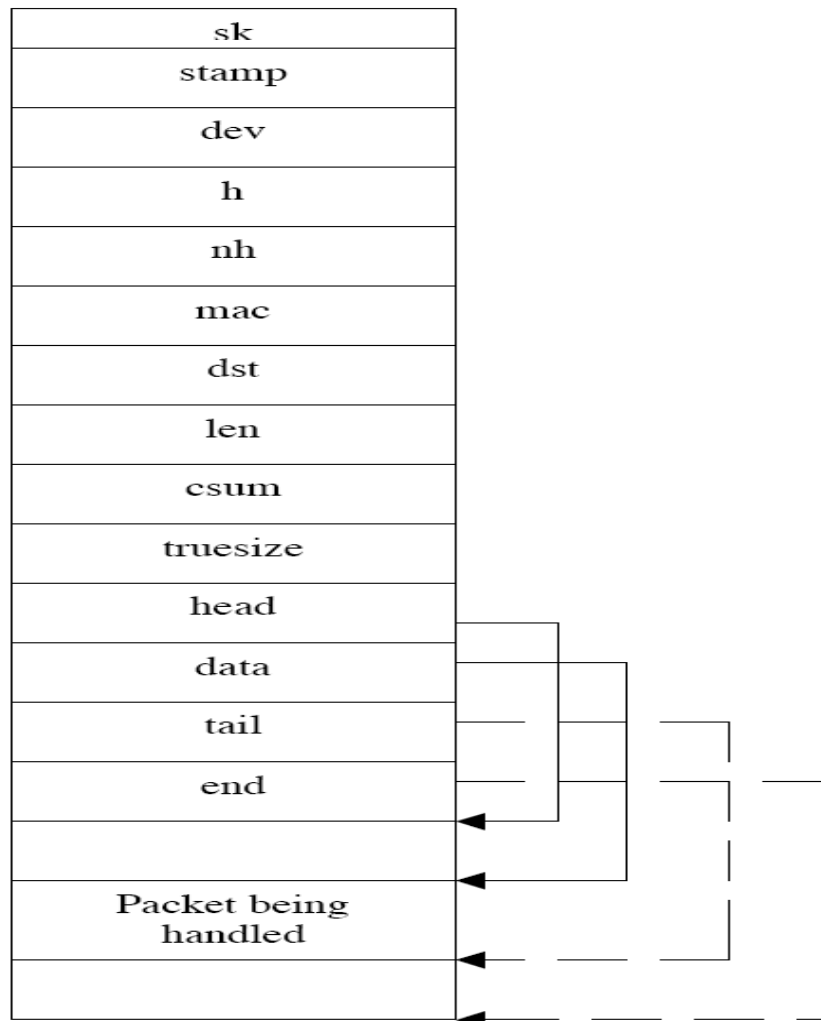 sk
stamp
dev
h
nh
mac
dst
len
csum
truesize
head
data
tail
end
Packet being
handled